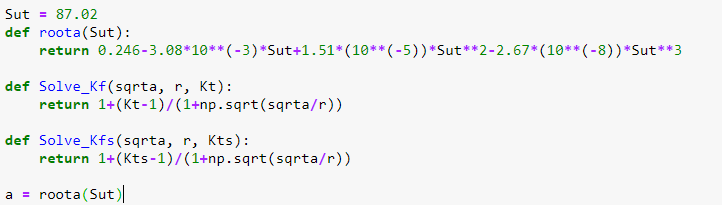 Sut = 87.02
def roota(Sut):
    return 0.246-3.08*10**(-3)*Sut+1.51*(10**(-5))*Sut**2-2.67*(10**(-8))*Sut**3
def Solve_Kf(sqrta, r, Kt):
    return 1+(Kt-1)/(1+np.sqrt(sqrta/r))
def Solve_Kfs(sqrta, r, Kts):
    return 1+(Kts-1)/(1+np.sqrt(sqrta/r))
a = roota(Sut)